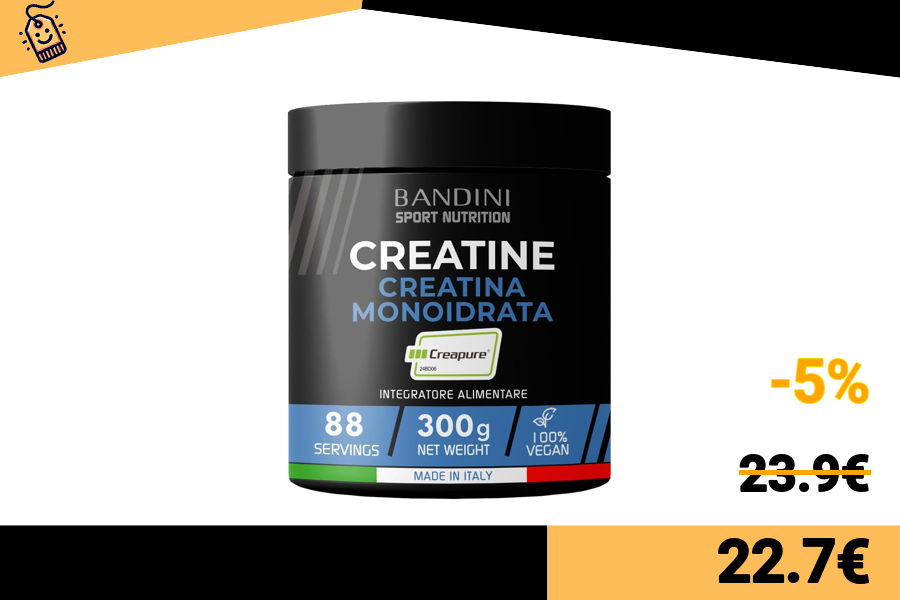 BANDINI
SPORT NUTRITION
CREATINE
CREATINA
MONOIDRATA
Creapure®
24BD06
INTEGRATORE ALIMENTARE
88
SERVINGS
300g
NET WEIGHT
100%
VEGAN
MADE IN ITALY
-5%
23.9€
22.7€